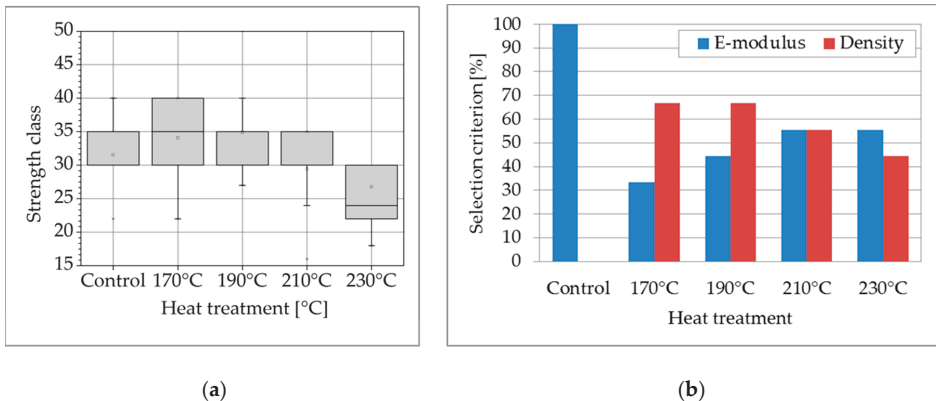 50
45
40
35
30
25
20
15
Strength class
Control 170°C 190°C 210°C 230°C
Heat treatment [°C]
(a)
100
90
80
70
60
50
40
30
20
10
0
Selection criterion [%]
E-modulus Density
Control 170°C 190°C 210°C 230°C
Heat treatment
(b)